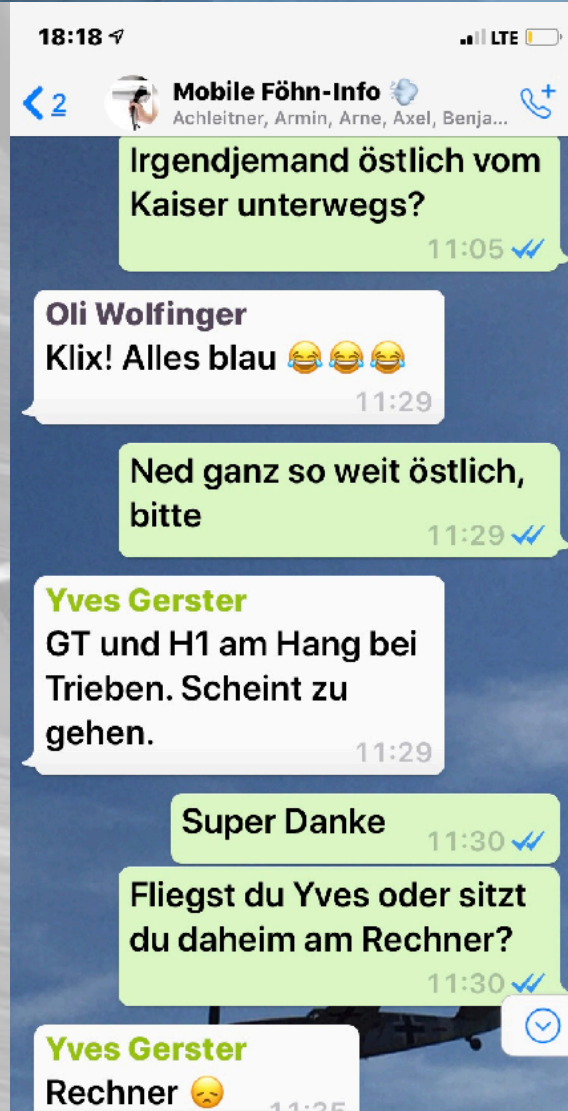 18:18
LTE
2
Mobile Föhn-Info 💨
Achleitner, Armin, Arne, Axel, Benja...
Irgendjemand östlich vom
Kaiser unterwegs?
11:05
Oli Wolfinger
Klix! Alles blau 😂😂😂
11:29
Ned ganz so weit östlich,
bitte
11:29
Yves Gerster
GT und H1 am Hang bei
Trieben. Scheint zu
gehen.
11:29
Super Danke
11:30
Fliegst du Yves oder sitzt
du daheim am Rechner?
11:30
Yves Gerster
Rechner 😞
11:35